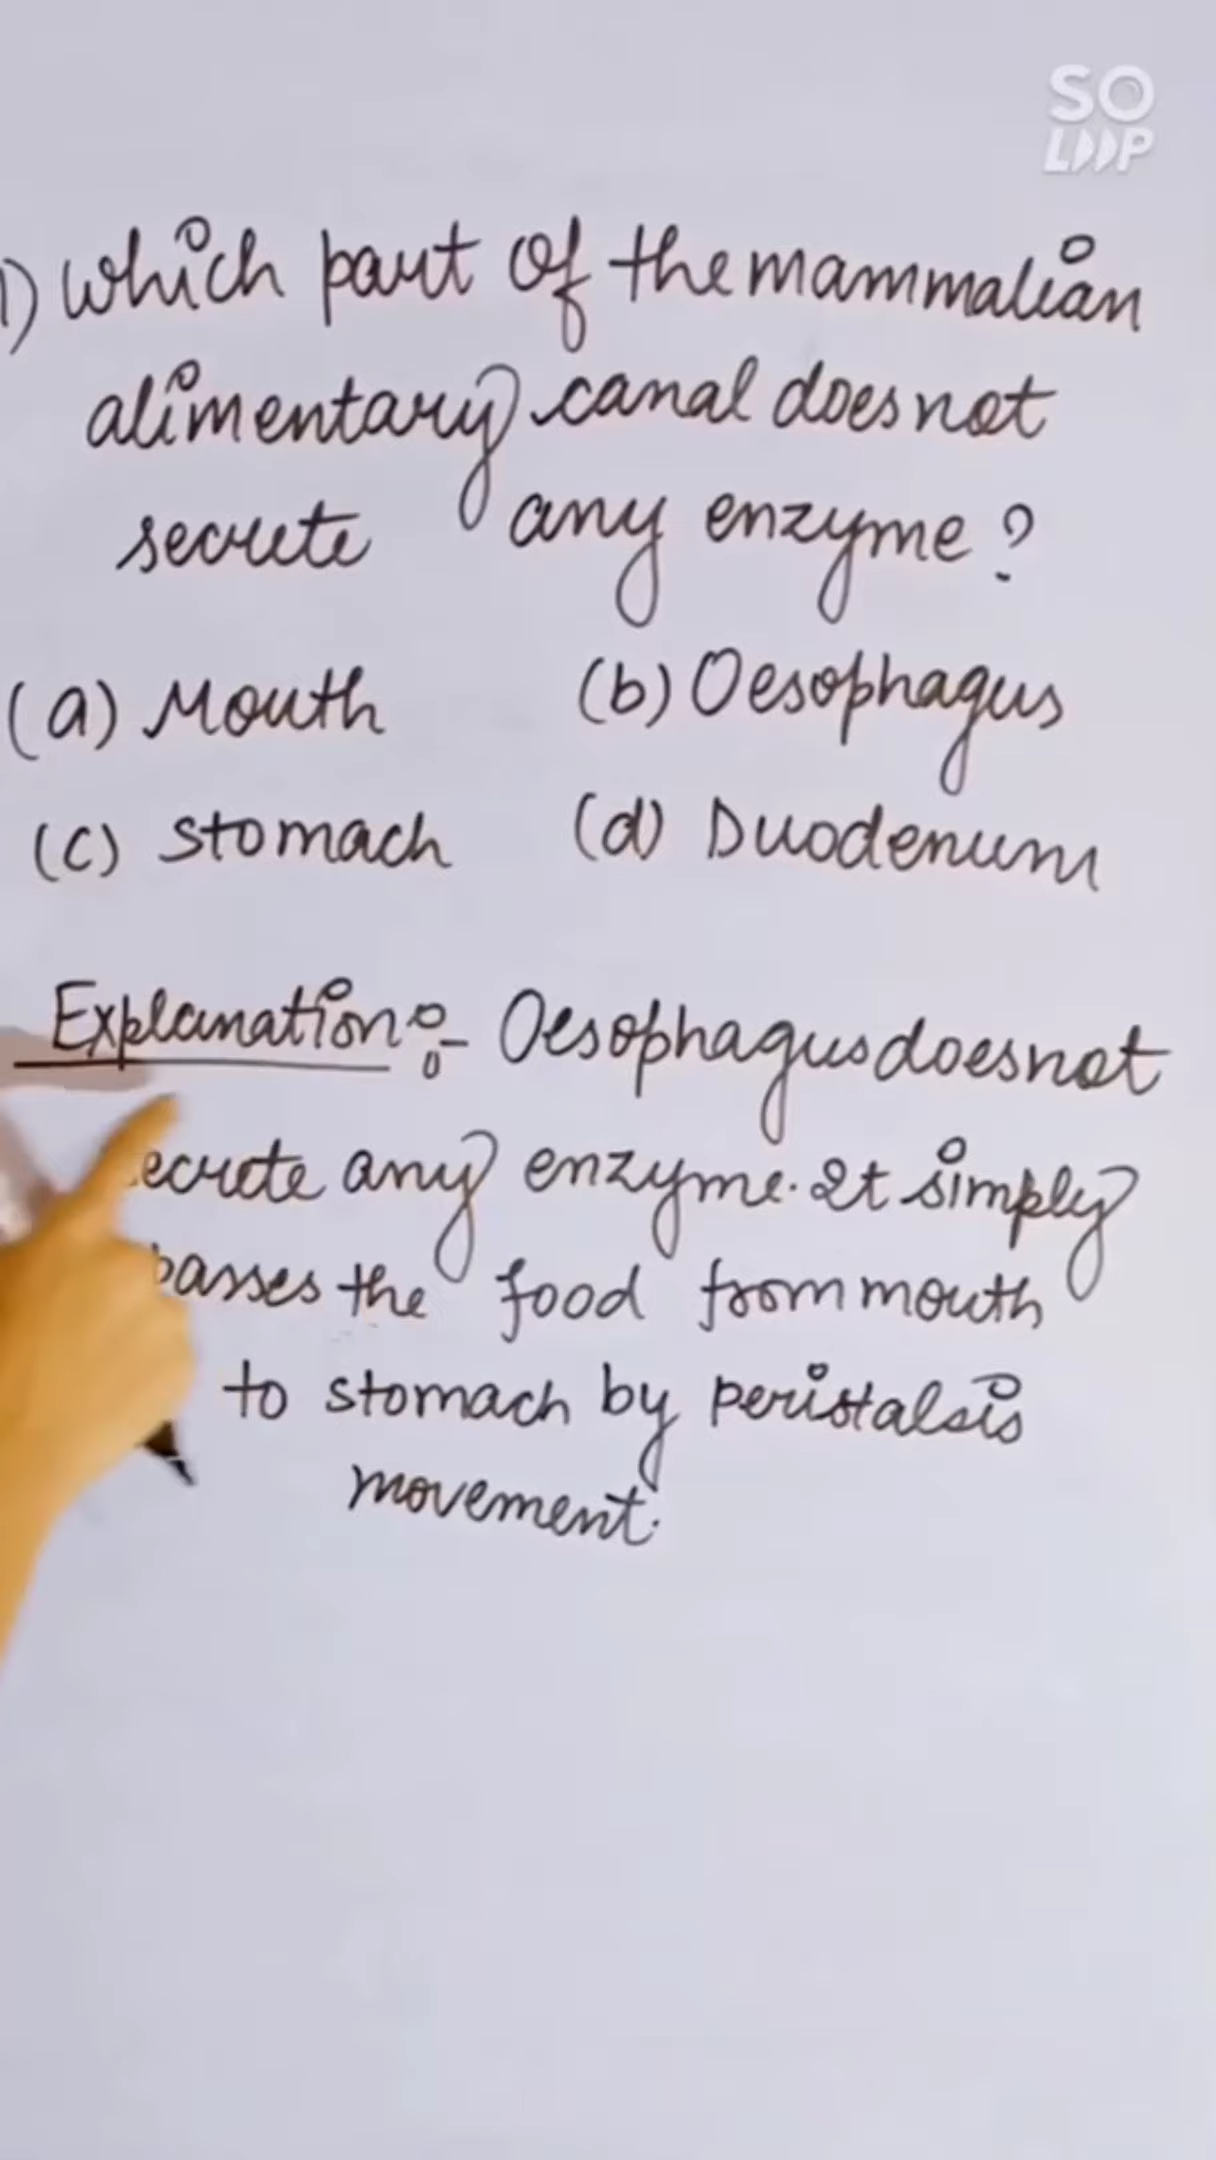 SO
LOOP
1) Which part of the mammalian
alimentary canal does not
secrete any enzyme?
(a) Mouth (b) Oesophagus
(c) Stomach (d) Duodenum
Explanation :- Oesophagus does not
ecrete any enzyme. It simply
passes the food from mouth
to stomach by peristalsis
movement.